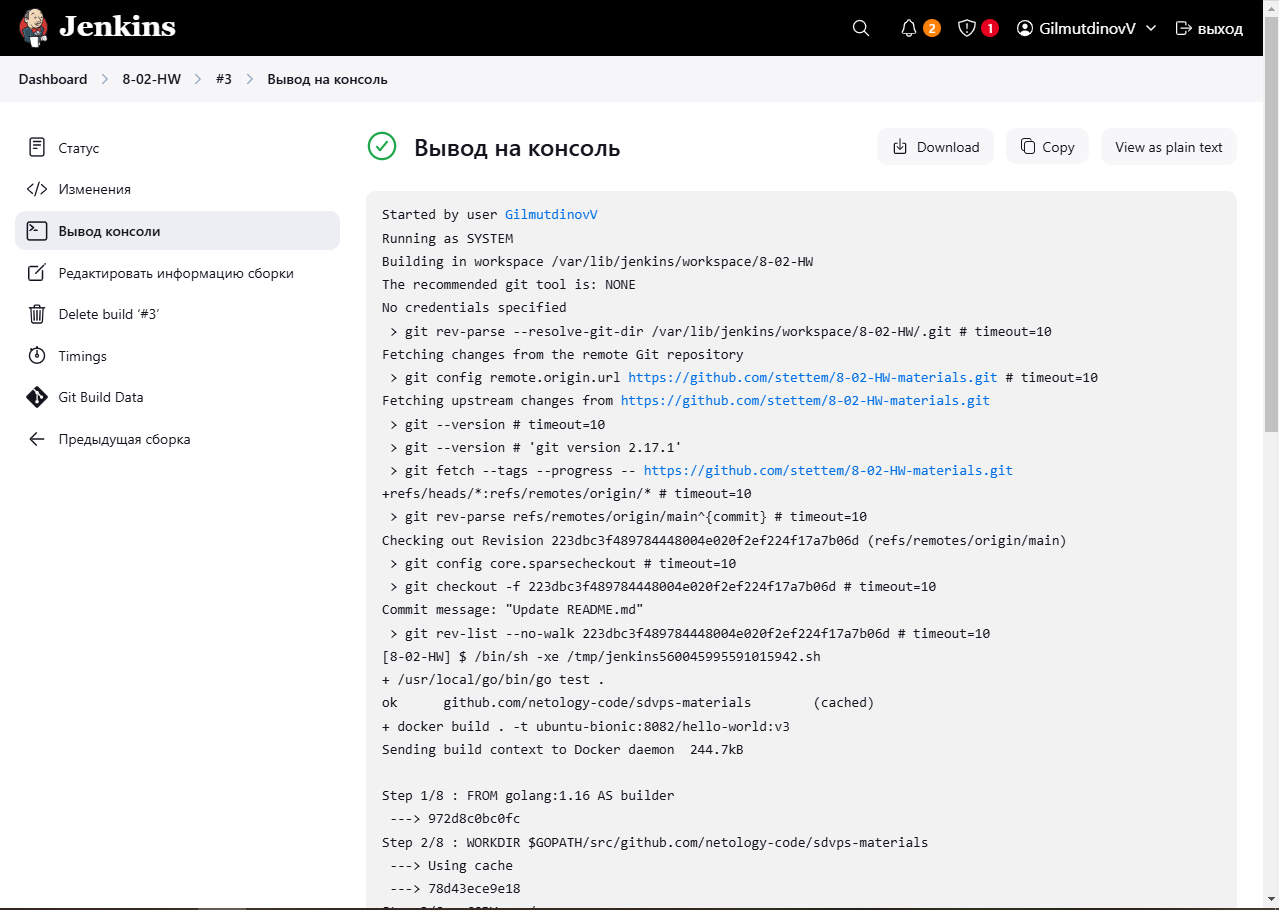 Jenkins
2
1
GilmutdinovV
выход
Dashboard
8-02-HW
#3
Вывод на консоль
Статус
Изменения
Вывод консоли
Редактировать информацию сборки
Delete build ‘#3’
Timings
Git Build Data
Предыдущая сборка
Вывод на консоль
Download
Copy
View as plain text
Started by user GilmutdinovV
Running as SYSTEM
Building in workspace /var/lib/jenkins/workspace/8-02-HW
The recommended git tool is: NONE
No credentials specified
 > git rev-parse --resolve-git-dir /var/lib/jenkins/workspace/8-02-HW/.git # timeout=10
Fetching changes from the remote Git repository
 > git config remote.origin.url https://github.com/stettem/8-02-HW-materials.git # timeout=10
Fetching upstream changes from https://github.com/stettem/8-02-HW-materials.git
 > git --version # timeout=10
 > git --version # 'git version 2.17.1'
 > git fetch --tags --progress -- https://github.com/stettem/8-02-HW-materials.git
+refs/heads/*:refs/remotes/origin/* # timeout=10
 > git rev-parse refs/remotes/origin/main^{commit} # timeout=10
Checking out Revision 223dbc3f489784448004e020f2ef224f17a7b06d (refs/remotes/origin/main)
 > git config core.sparsecheckout # timeout=10
 > git checkout -f 223dbc3f489784448004e020f2ef224f17a7b06d # timeout=10
Commit message: "Update README.md"
 > git rev-list --no-walk 223dbc3f489784448004e020f2ef224f17a7b06d # timeout=10
[8-02-HW] $ /bin/sh -xe /tmp/jenkins560045995591015942.sh
+ /usr/local/go/bin/go test .
ok      github.com/netology-code/sdvps-materials        (cached)
+ docker build . -t ubuntu-bionic:8082/hello-world:v3
Sending build context to Docker daemon  244.7kB
Step 1/8 : FROM golang:1.16 AS builder
 ---> 972d8c0bc0fc
Step 2/8 : WORKDIR $GOPATH/src/github.com/netology-code/sdvps-materials
 ---> Using cache
 ---> 78d43ece9e18